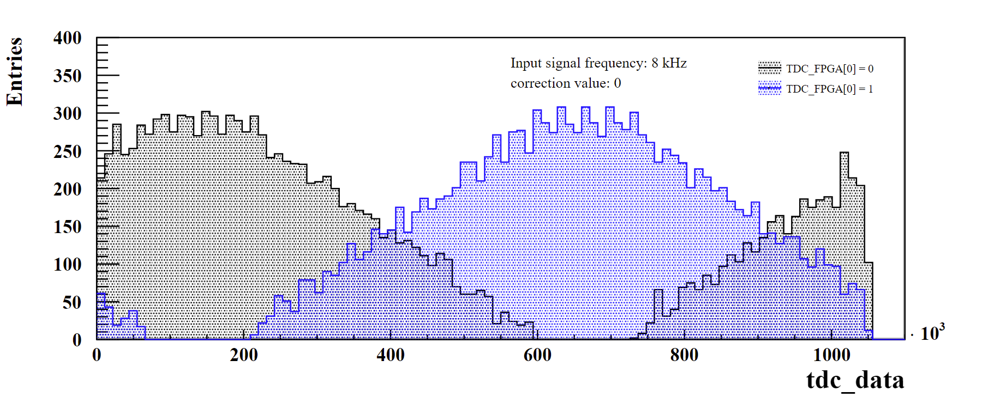 Entries
400
350
300
250
200
150
100
50
0
Input signal frequency: 8 kHz
correction value: 0
TDC_FPGA[0] = 0
TDC_FPGA[0] = 1
0 200 400 600 800 1000
· 10³
tdc_data